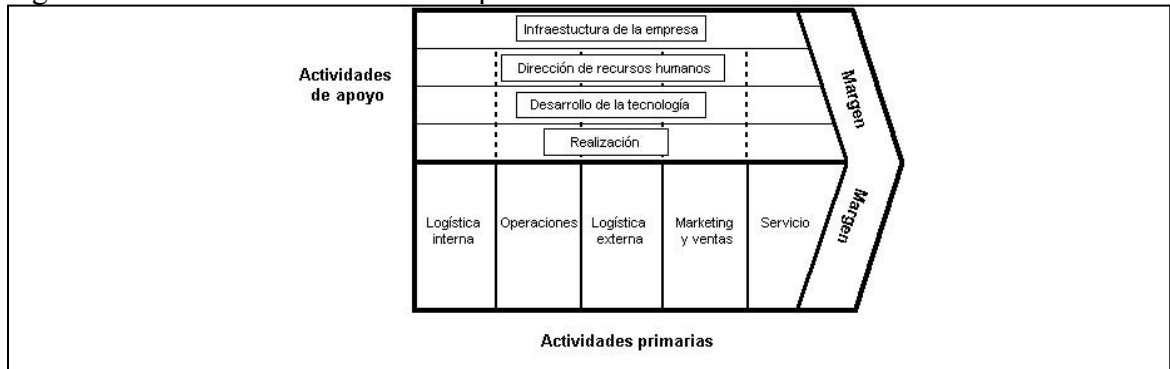 Infraestuctura de la empresa
Dirección de recursos humanos
Actividades
de apoyo
Desarrollo de la tecnología
Realización
Margen
Margen
Logística
interna
Operaciones
Logística
externa
Marketing
y ventas
Servicio
Actividades primarias